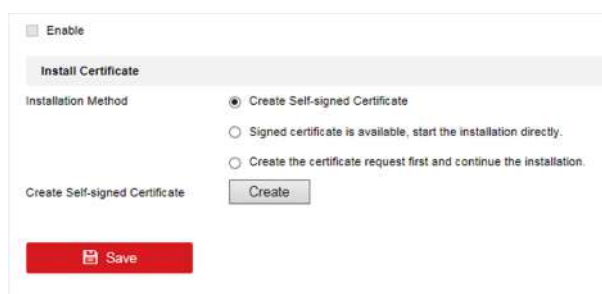 Enable
Install Certificate
Installation Method
Create Self-signed Certificate
Signed certificate is available, start the installation directly.
Create the certificate request first and continue the installation.
Create Self-signed Certificate
Create
Save